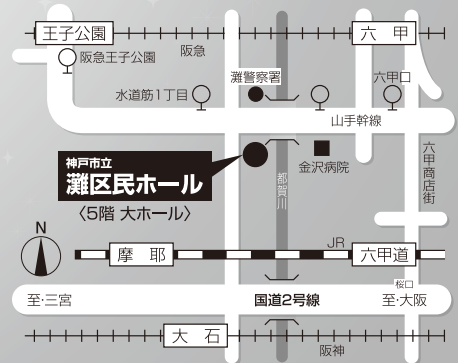 王子公園
六甲
阪急
阪急王子公園
灘警察署
六甲口
水道筋1丁目
山手幹線
神戸市立
灘区民ホール
〈5階 大ホール〉
金沢病院
都賀川
六甲商店街
N
摩耶
JR
六甲道
桜口
至・三宮
国道2号線
至・大阪
大石
阪神